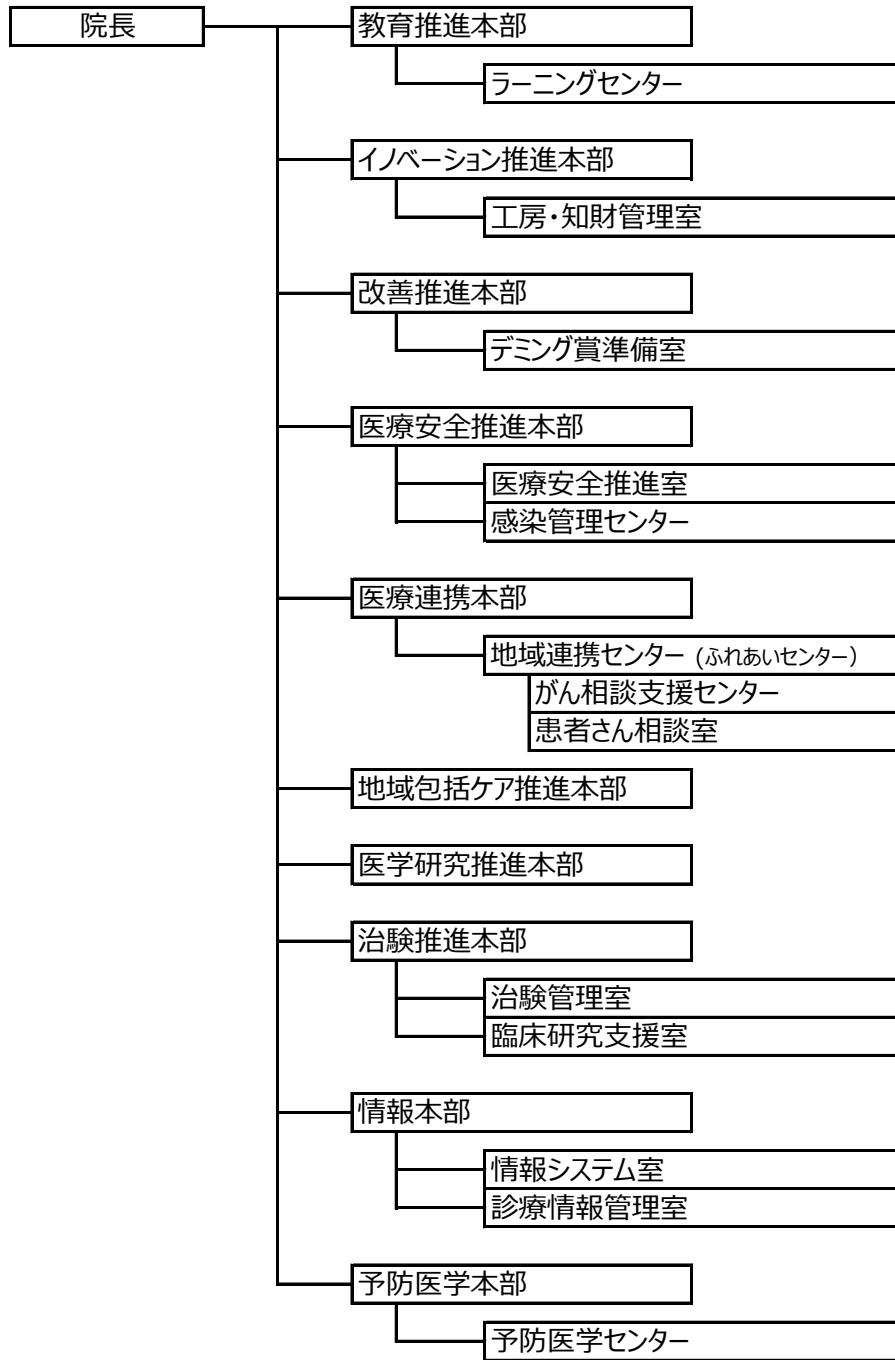 院長
教育推進本部
ラーニングセンター
イノベーション推進本部
工房・知財管理室
改善推進本部
デミング賞準備室
医療安全推進本部
医療安全推進室
感染管理センター
医療連携本部
地域連携センター (ふれあいセンター)
がん相談支援センター
患者さん相談室
地域包括ケア推進本部
医学研究推進本部
治験推進本部
治験管理室
臨床研究支援室
情報本部
情報システム室
診療情報管理室
予防医学本部
予防医学センター